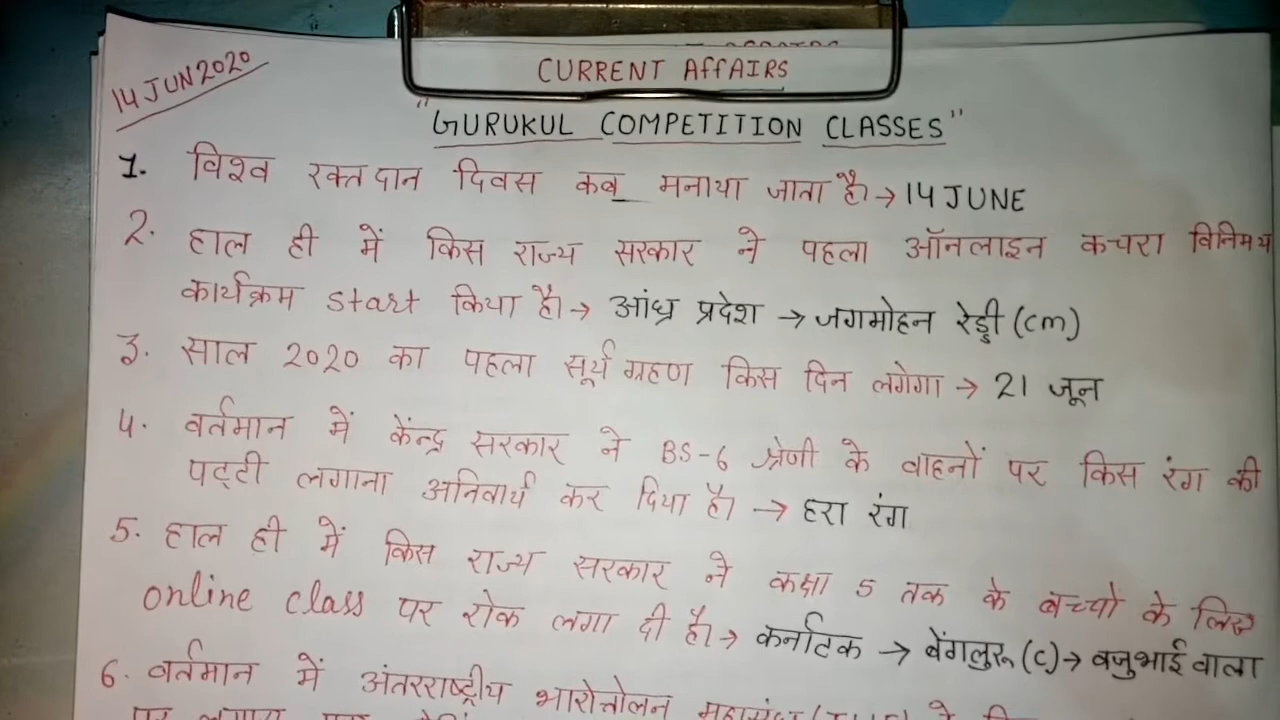 14 JUN 2020
CURRENT AffAIRS
"GURUKUL COMPETITION CLASSES"
1. विश्व रक्तदान दिवस कब मनाया जाता है। → 14 JUNE
2. हाल ही में किस राज्य सरकार ने पहला ऑनलाइन कचरा विनिमय
कार्यक्रम start किया है। → आंध्र प्रदेश → जगमोहन रेड्डी (cm)
3. साल 2020 का पहला सूर्य ग्रहण किस दिन लगेगा → 21 जून
4. वर्तमान में केंन्द्र सरकार ने BS-6 श्रेणी के वाहनों पर किस रंग की
पट्टी लगाना अनिवार्य कर दिया है। → हरा रंग
5. हाल ही में किस राज्य सरकार ने कक्षा 5 तक के बच्चो के लिए
online class पर रोक लगा दी है। → कर्नाटक → बेंगलुरू (c) → वजुभाई वाला
6. वर्तमान में अंतरराष्ट्रीय भारोत्तोलन महासंघ